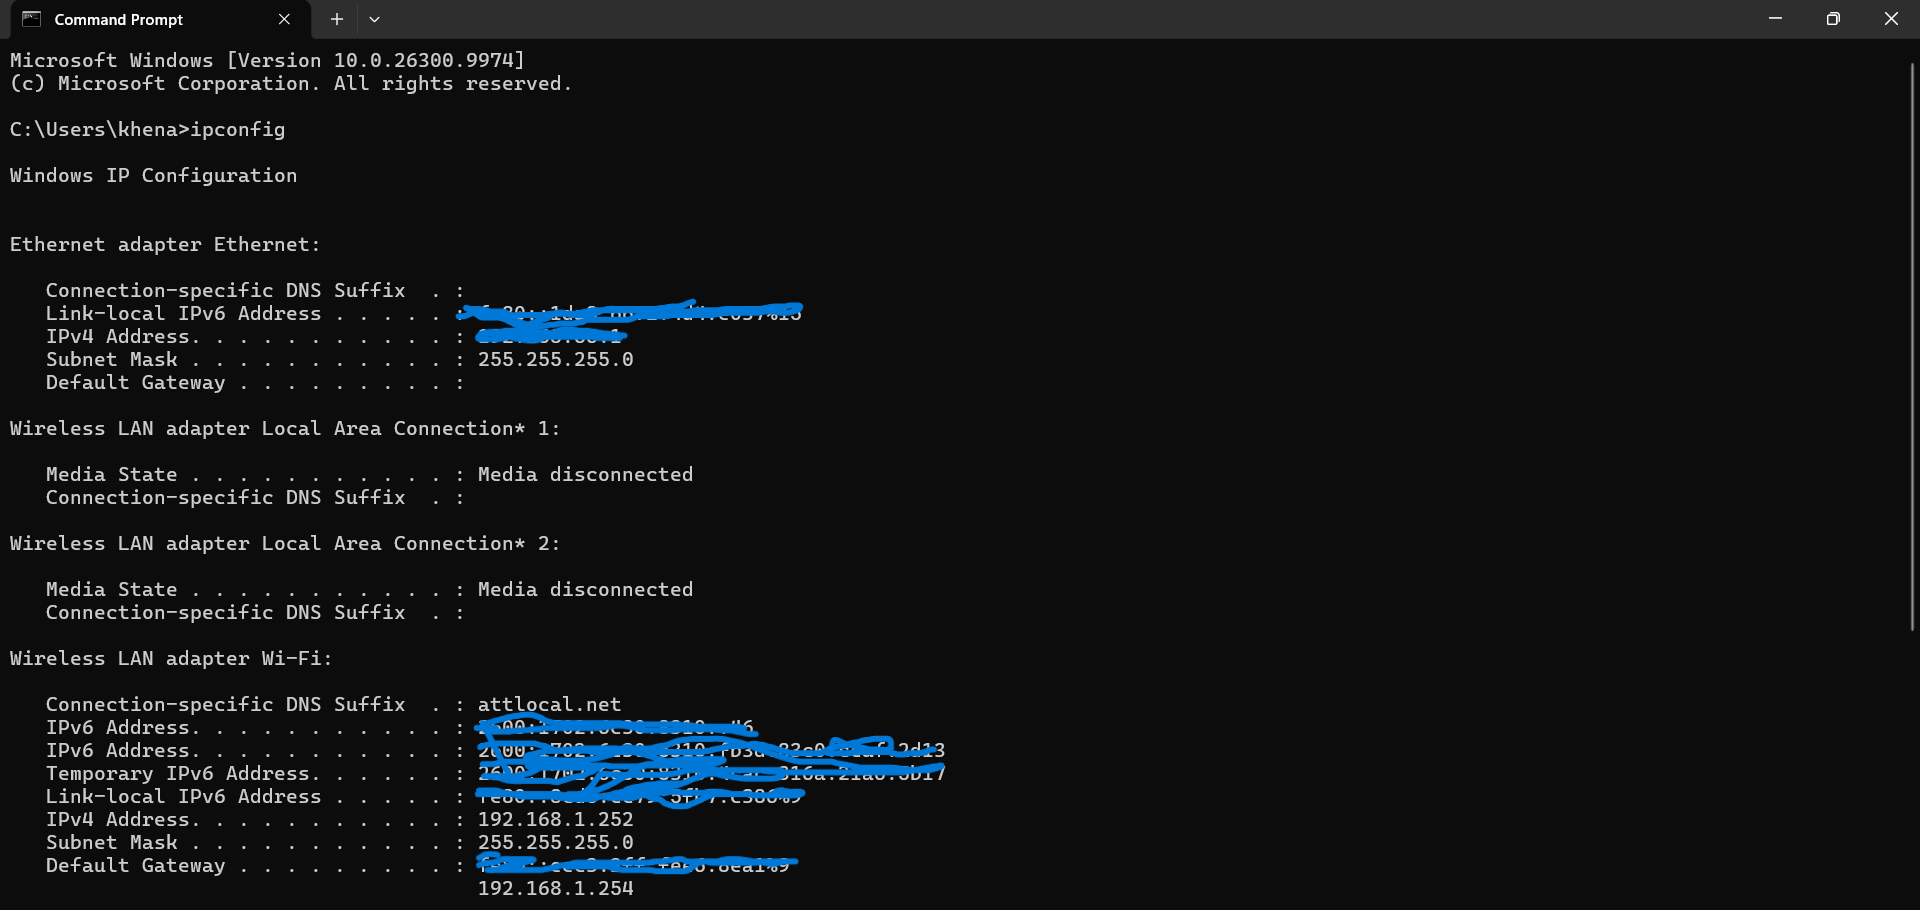 Command Prompt
Microsoft Windows [Version 10.0.26300.9974]
(c) Microsoft Corporation. All rights reserved.
C:\Users\khena>ipconfig
Windows IP Configuration
Ethernet adapter Ethernet:
Connection-specific DNS Suffix . :
Link-local IPv6 Address . . . . . :
IPv4 Address. . . . . . . . . . . :
Subnet Mask . . . . . . . . . . . : 255.255.255.0
Default Gateway . . . . . . . . . :
Wireless LAN adapter Local Area Connection* 1:
Media State . . . . . . . . . . . : Media disconnected
Connection-specific DNS Suffix . :
Wireless LAN adapter Local Area Connection* 2:
Media State . . . . . . . . . . . : Media disconnected
Connection-specific DNS Suffix . :
Wireless LAN adapter Wi-Fi:
Connection-specific DNS Suffix . : attlocal.net
IPv6 Address. . . . . . . . . . . :
IPv6 Address. . . . . . . . . . . :
Temporary IPv6 Address. . . . . . :
Link-local IPv6 Address . . . . . :
IPv4 Address. . . . . . . . . . . : 192.168.1.252
Subnet Mask . . . . . . . . . . . : 255.255.255.0
Default Gateway . . . . . . . . . :
192.168.1.254